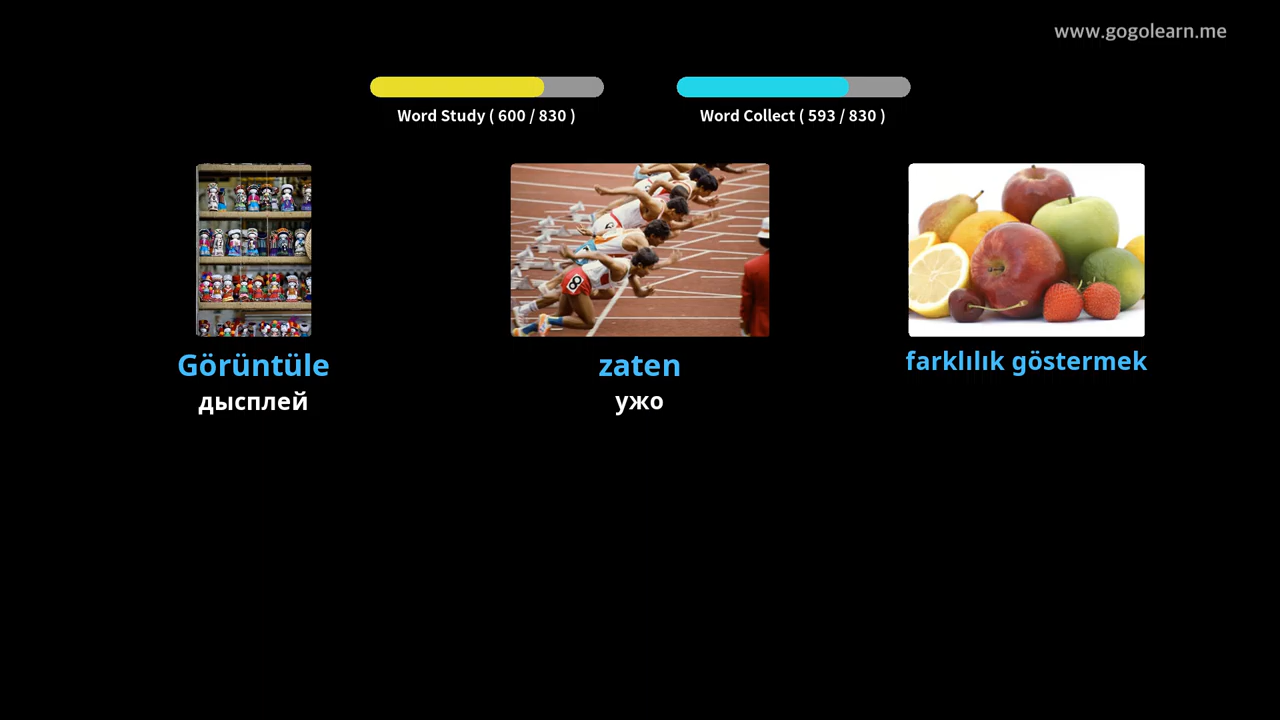 www.gogolearn.me
Word Study ( 600 / 830 )
Word Collect ( 593 / 830 )
Görüntüle
дысплей
zaten
ужо
farklılık göstermek